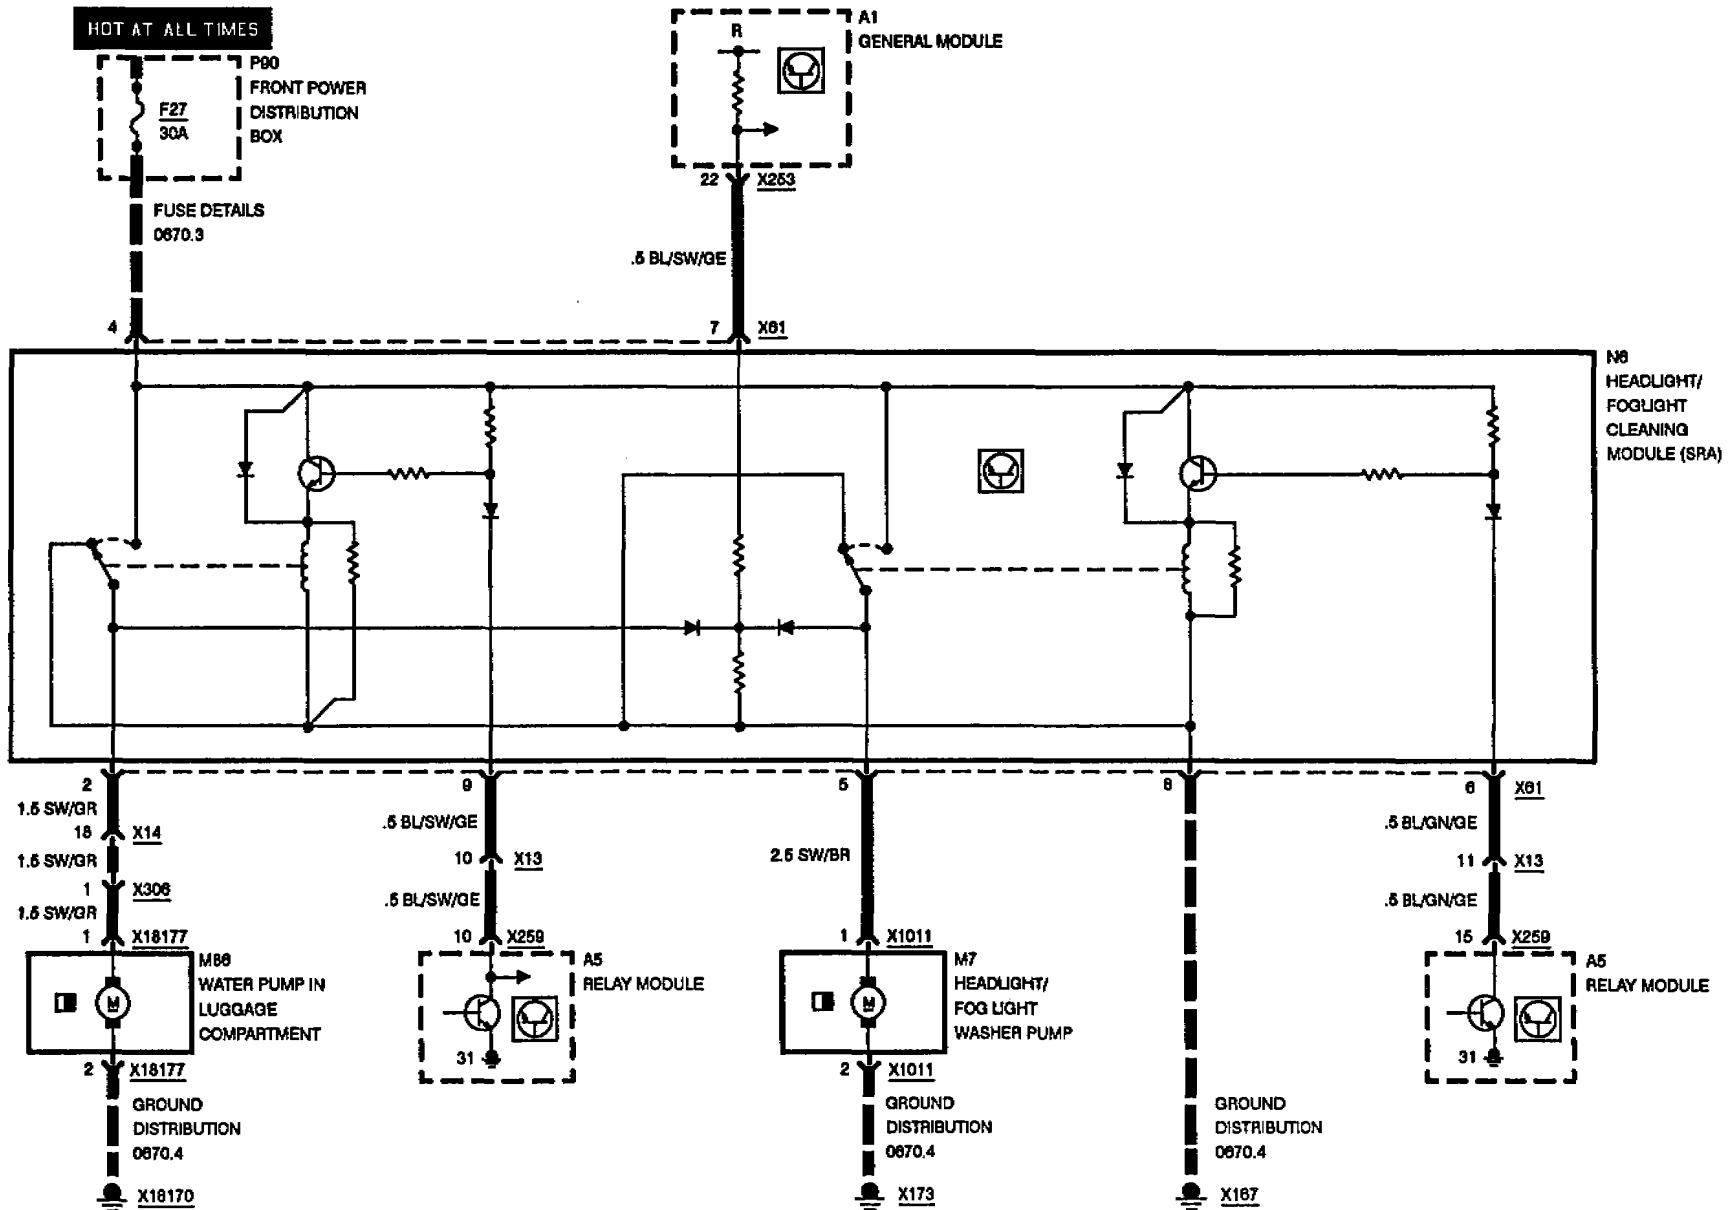 HOT AT ALL TIMES
P90
FRONT POWER
DISTRIBUTION
BOX
F27
30A
FUSE DETAILS
0670.3
R
A1
GENERAL MODULE
22 X253
.5 BL/SW/GE
4
7 X61
N6
HEADLIGHT/
FOGLIGHT
CLEANING
MODULE (SRA)
2
9
5
8
6 X61
1.5 SW/GR
18 X14
1.5 SW/GR
1 X306
1.5 SW/GR
1 X18177
M86
WATER PUMP IN
LUGGAGE
COMPARTMENT
M
2 X18177
GROUND
DISTRIBUTION
0670.4
X18170
.5 BL/SW/GE
10 X13
.5 BL/SW/GE
10 X259
A5
RELAY MODULE
31
2.5 SW/BR
1 X1011
M7
HEADLIGHT/
FOG LIGHT
WASHER PUMP
M
2 X1011
GROUND
DISTRIBUTION
0670.4
X173
GROUND
DISTRIBUTION
0670.4
X167
.5 BL/GN/GE
11 X13
.5 BL/GN/GE
15 X259
A5
RELAY MODULE
31